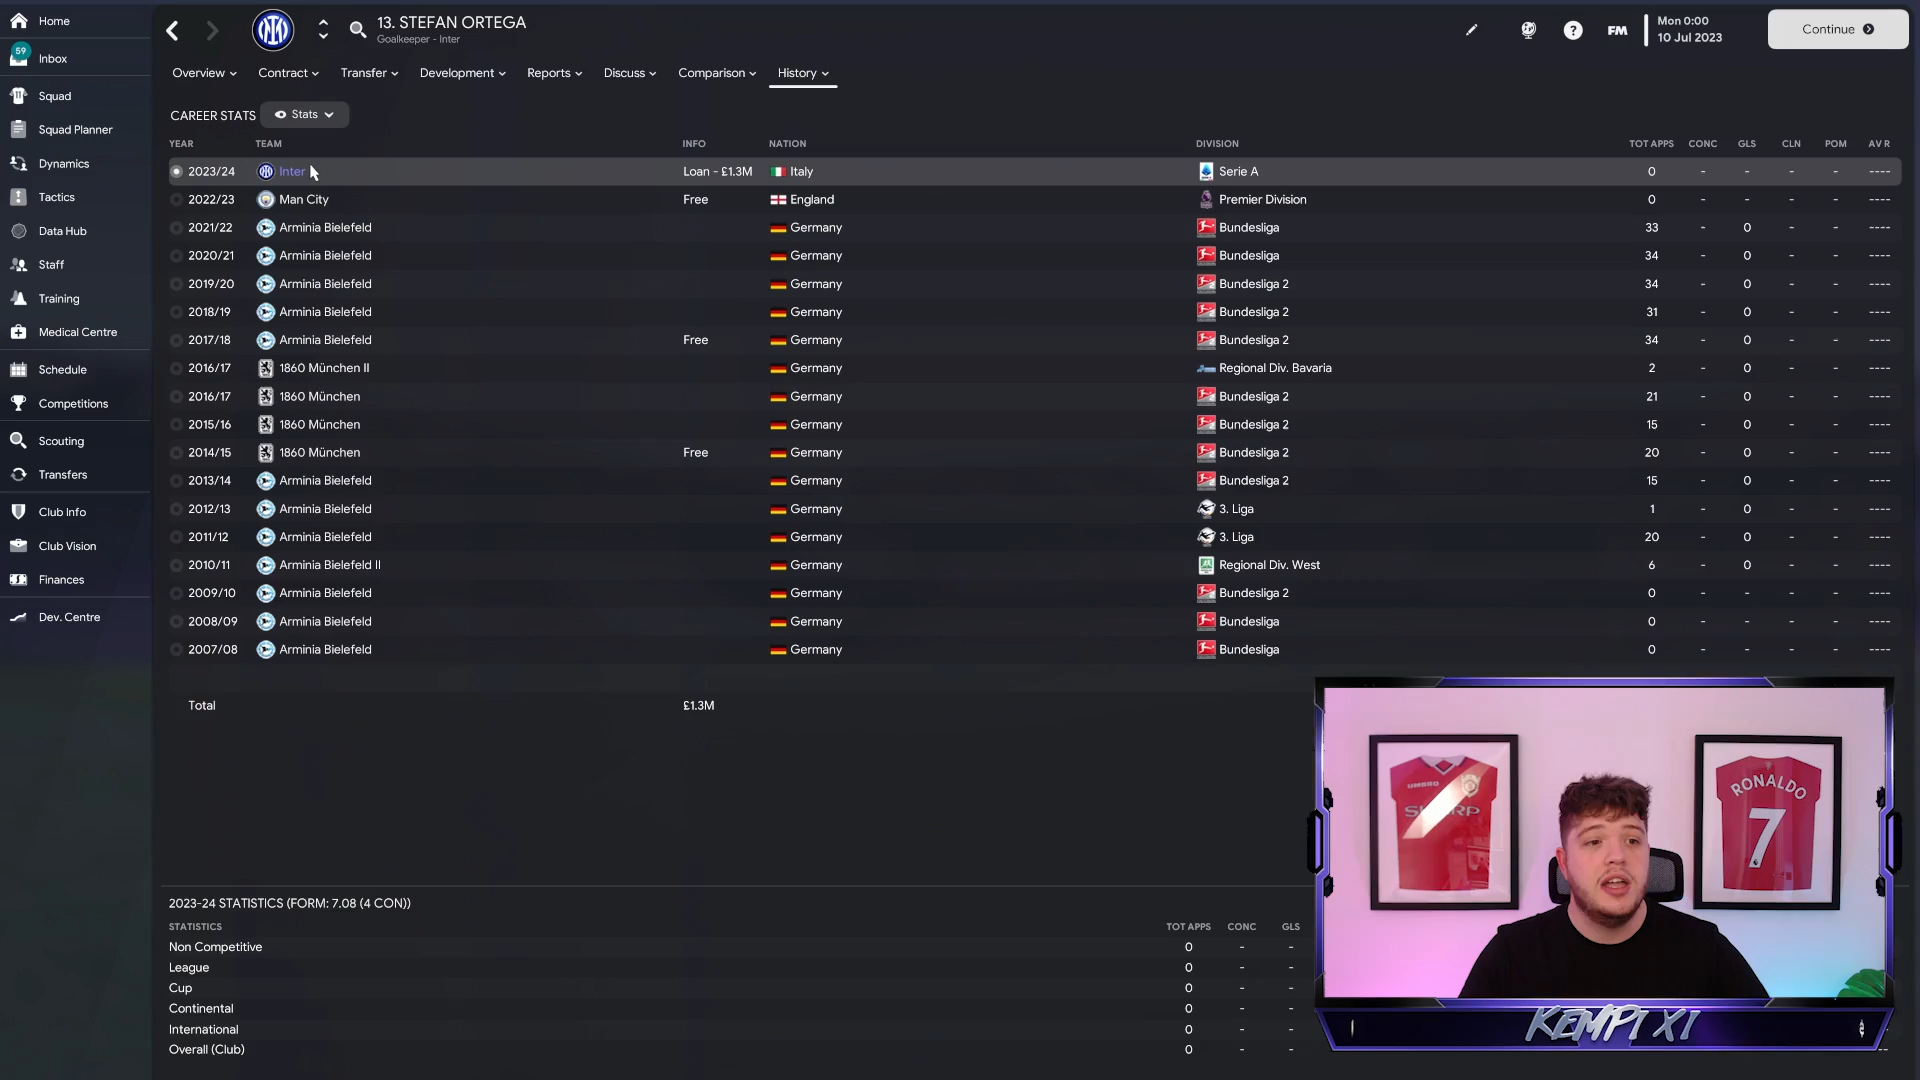 Home
13. STEFAN ORTEGA
Goalkeeper - Inter
FM
Mon 0:00
10 Jul 2023
Continue
59
Inbox
Overview
Contract
Transfer
Development
Reports
Discuss
Comparison
History
Squad
Squad Planner
Dynamics
Tactics
Data Hub
Staff
Training
Medical Centre
Schedule
Competitions
Scouting
Transfers
Club Info
Club Vision
Finances
Dev. Centre
CAREER STATS Stats
YEAR TEAM INFO NATION DIVISION TOT APPS CONC GLS CLN POM AV R
2023/24 Inter Loan - £1.3M Italy Serie A 0 - - - - ----
2022/23 Man City Free England Premier Division 0 - - - - ----
2021/22 Arminia Bielefeld Germany Bundesliga 33 - 0 - - ----
2020/21 Arminia Bielefeld Germany Bundesliga 34 - 0 - - ----
2019/20 Arminia Bielefeld Germany Bundesliga 2 34 - 0 - - ----
2018/19 Arminia Bielefeld Germany Bundesliga 2 31 - 0 - - ----
2017/18 Arminia Bielefeld Free Germany Bundesliga 2 34 - 0 - - ----
2016/17 1860 München II Germany Regional Div. Bavaria 2 - 0 - - ----
2016/17 1860 München Germany Bundesliga 2 21 - 0 - - ----
2015/16 1860 München Germany Bundesliga 2 15 - 0 - - ----
2014/15 1860 München Free Germany Bundesliga 2 20 - 0 - - ----
2013/14 Arminia Bielefeld Germany Bundesliga 2 15 - 0 - - ----
2012/13 Arminia Bielefeld Germany 3. Liga 1 - 0 - - ----
2011/12 Arminia Bielefeld Germany 3. Liga 20 - 0 - - ----
2010/11 Arminia Bielefeld II Germany Regional Div. West 6 - 0 - - ----
2009/10 Arminia Bielefeld Germany Bundesliga 2 0 - - - - ----
2008/09 Arminia Bielefeld Germany Bundesliga 0 - - - - ----
2007/08 Arminia Bielefeld Germany Bundesliga 0 - - - - ----
Total £1.3M
2023-24 STATISTICS (FORM: 7.08 (4 CON))
STATISTICS TOT APPS CONC GLS
Non Competitive 0 - -
League 0 - -
Cup 0 - -
Continental 0 - -
International 0 - -
Overall (Club) 0 - -
UMBRO
SHARP
RONALDO
7
KEMPI XI